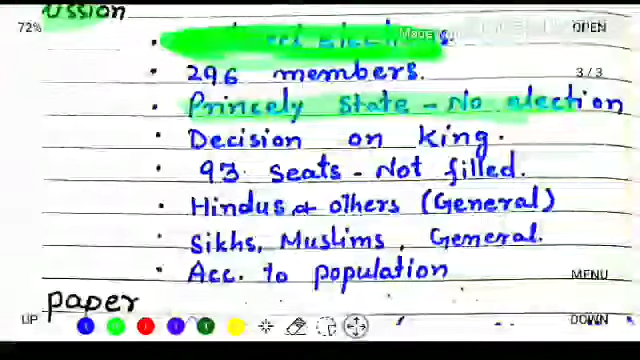 ussion
72%
OPEN
Made
• 296 members.
3/3
• Princely State - No election
• Decision on King.
• 93 seats - Not filled.
• Hindus & others (General)
• Sikhs, Muslims, General.
• Acc. to population
MENU
paper
UP
DOWN